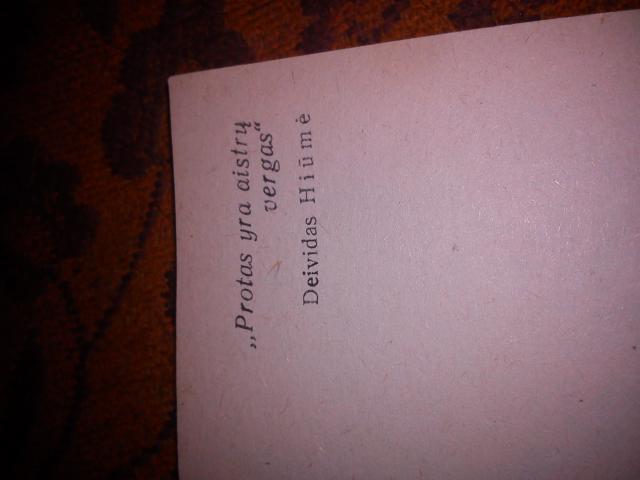 „Protas yra aistrų
vergas“
Deividas Hiūmė